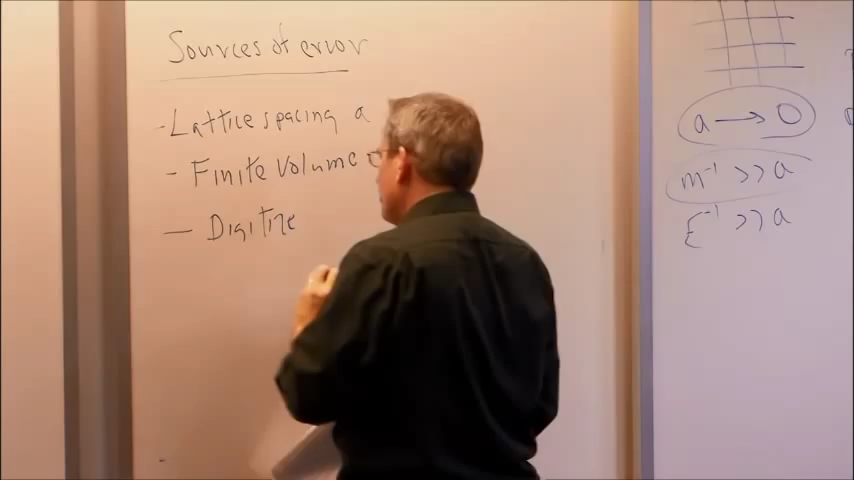 Sources of error
- Lattice spacing a
- Finite Volume
- Digitize
a → 0
m⁻¹ >> a
E⁻¹ >> a